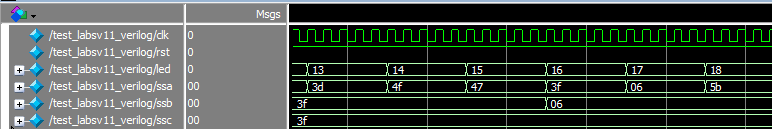 Msgs
/test_labsv11_verilog/clk 0
/test_labsv11_verilog/rst 0
/test_labsv11_verilog/led 0 13 14 15 16 17 18
/test_labsv11_verilog/ssa 00 3d 4f 47 3f 06 5b
/test_labsv11_verilog/ssb 00 3f 06
/test_labsv11_verilog/ssc 00 3f